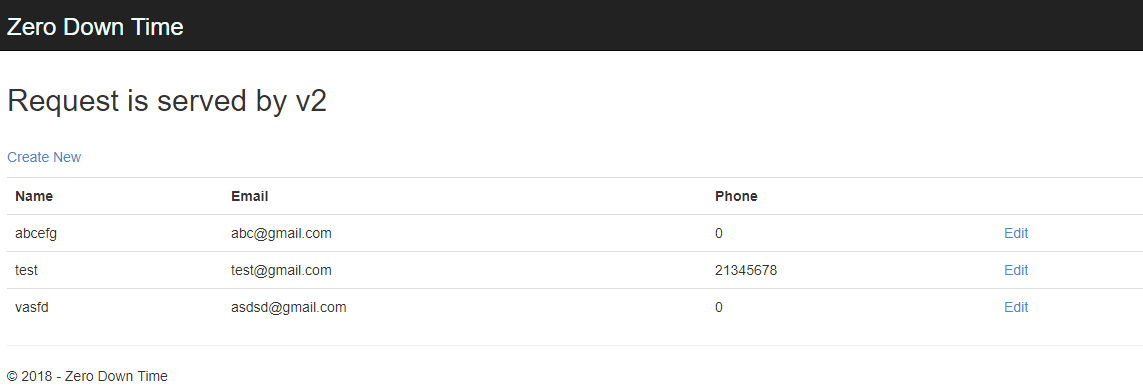 Zero Down Time
Request is served by v2
Create New
Name Email Phone
abcefg abc@gmail.com 0 Edit
test test@gmail.com 21345678 Edit
vasfd asdsd@gmail.com 0 Edit
© 2018 - Zero Down Time